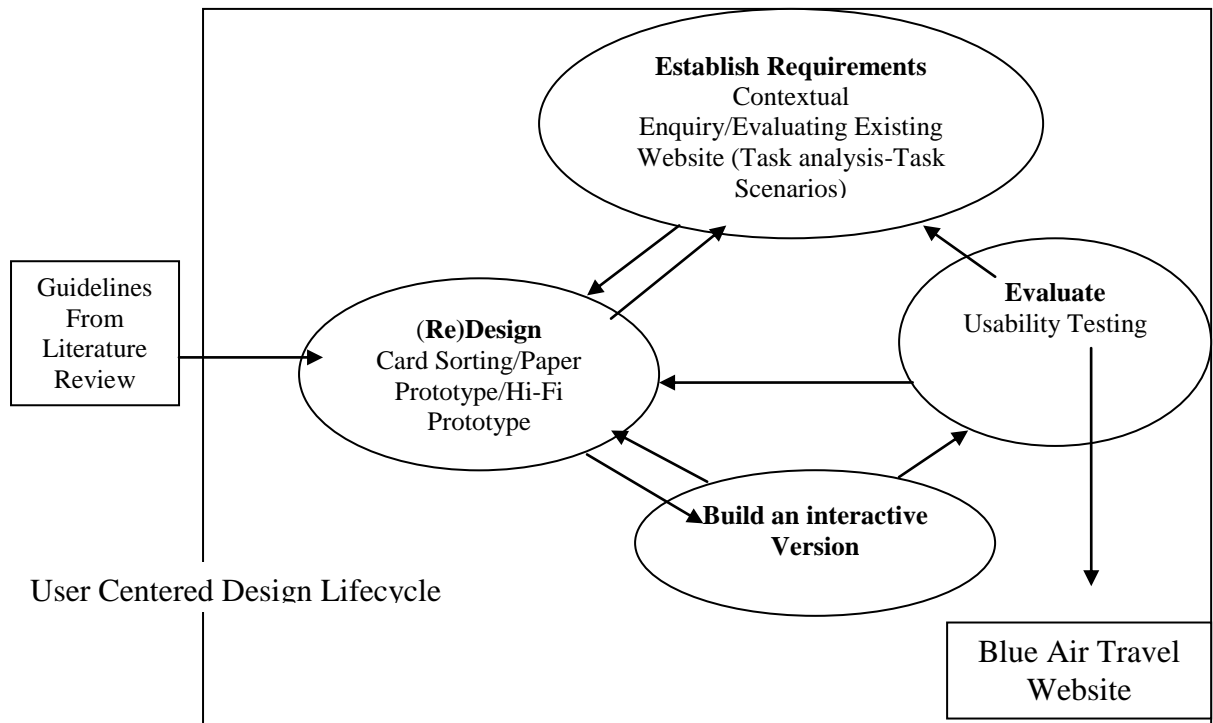 Establish Requirements
Contextual
Enquiry/Evaluating Existing
Website (Task analysis-Task
Scenarios)
Guidelines
From
Literature
Review
(Re)Design
Card Sorting/Paper
Prototype/Hi-Fi
Prototype
Evaluate
Usability Testing
Build an interactive
Version
User Centered Design Lifecycle
Blue Air Travel
Website